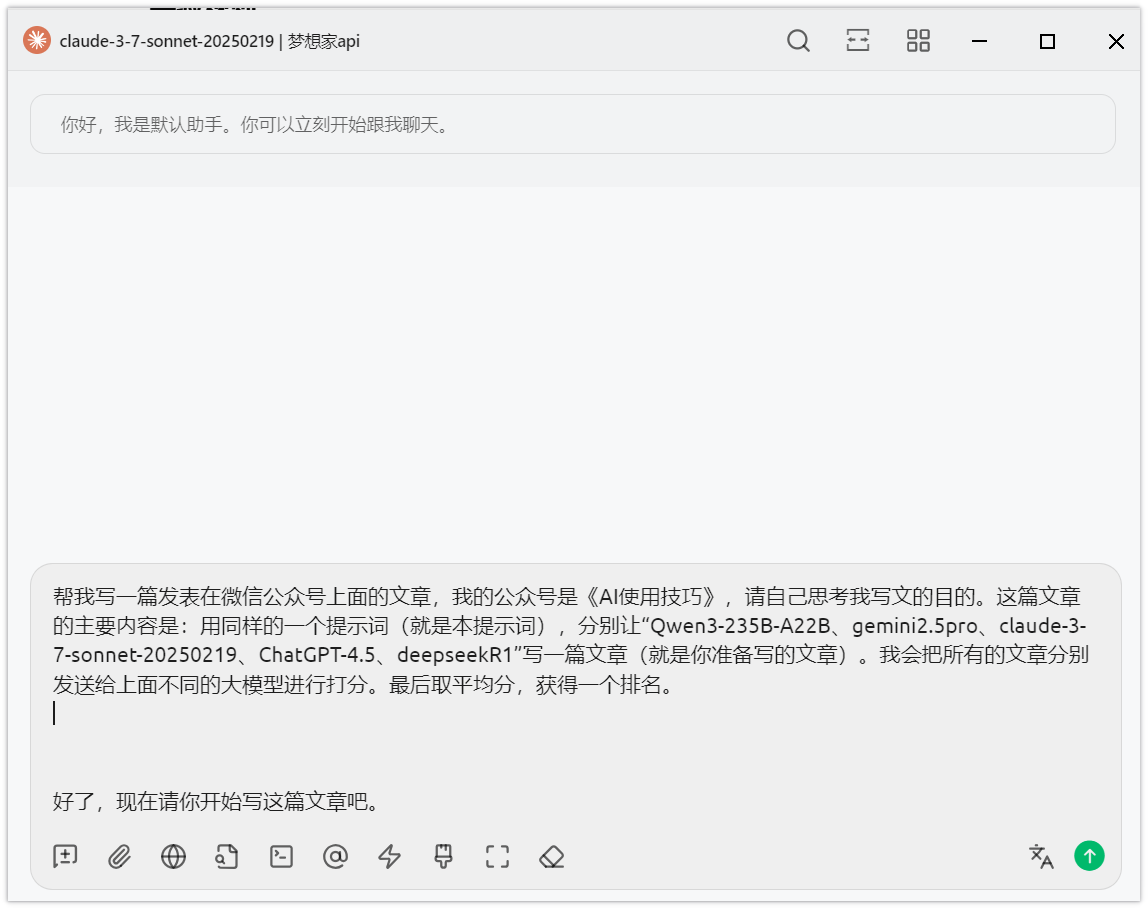 claude-3-7-sonnet-20250219 | 梦想家api
你好，我是默认助手。你可以立刻开始跟我聊天。
帮我写一篇发表在微信公众号上面的文章，我的公众号是《AI使用技巧》，请自己思考我写文的目的。这篇文章
的主要内容是：用同样的一个提示词（就是本提示词），分别让“Qwen3-235B-A22B、gemini2.5pro、claude-3-
7-sonnet-20250219、ChatGPT-4.5、deepseekR1”写一篇文章（就是你准备写的文章）。我会把所有的文章分别
发送给上面不同的大模型进行打分。最后取平均分，获得一个排名。
好了，现在请你开始写这篇文章吧。